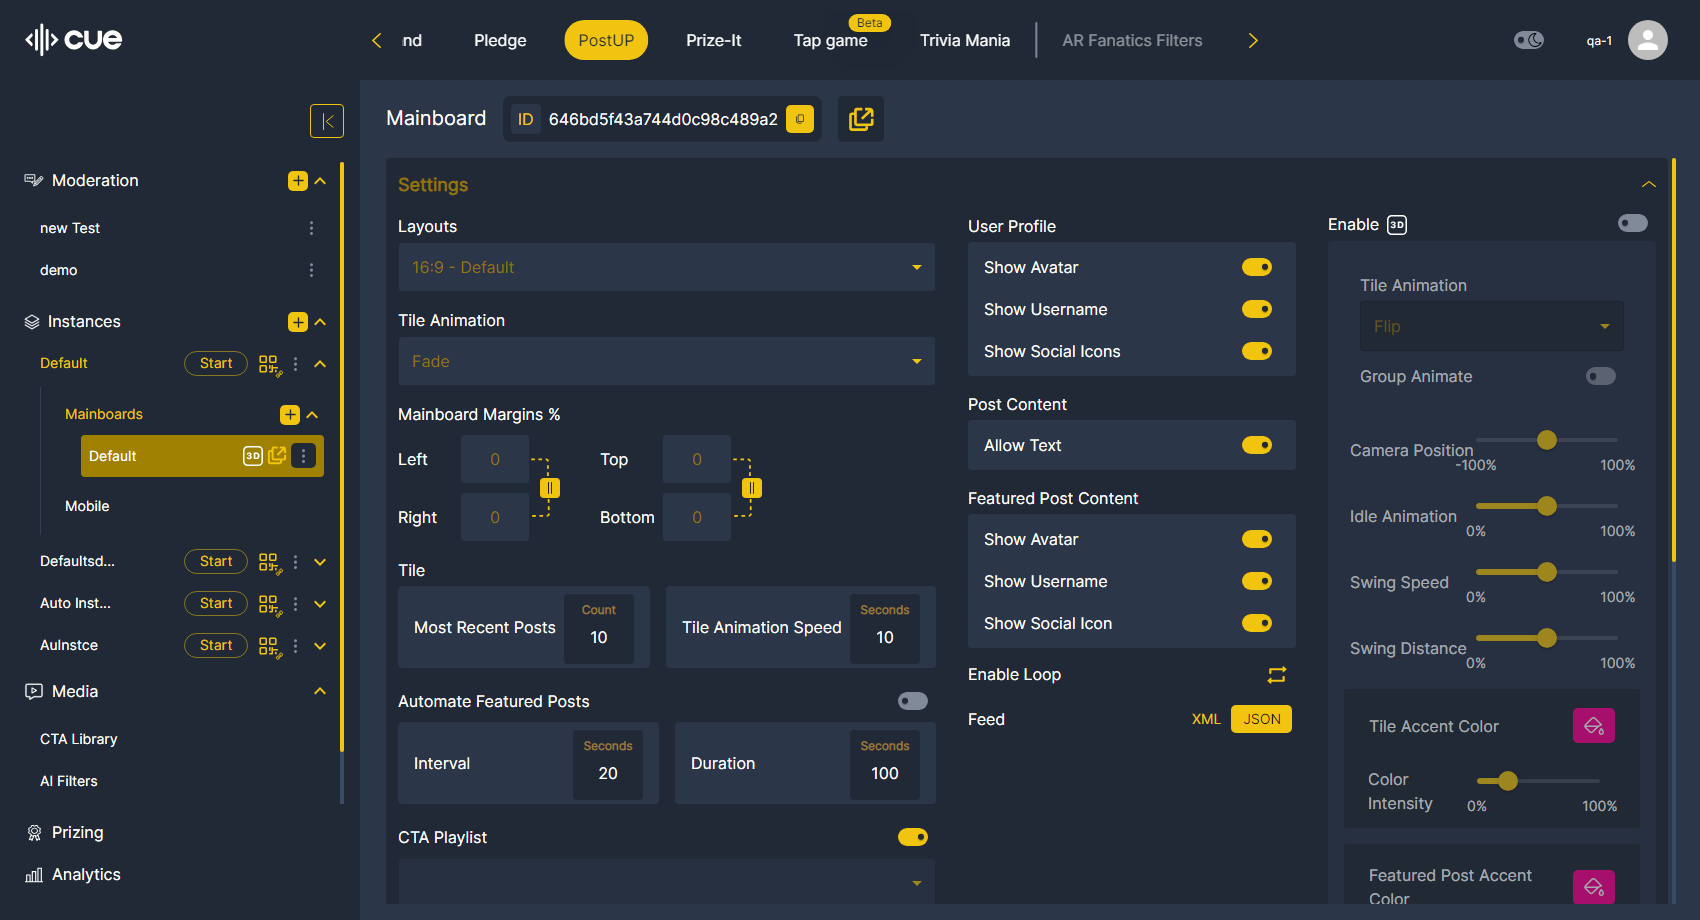 cue
nd
Pledge
PostUP
Prize-It
Beta
Tap game
Trivia Mania
AR Fanatics Filters
qa-1
Moderation
new Test
demo
Instances
Default
Start
Mainboards
Default
3D
Mobile
Defaultsd...
Start
Auto Inst...
Start
AuInstce
Start
Media
CTA Library
AI Filters
Prizing
Analytics
Mainboard
ID
646bd5f43a744d0c98c489a2
Settings
Layouts
16:9 - Default
Tile Animation
Fade
Mainboard Margins %
Left
0
Top
0
Right
0
Bottom
0
Tile
Most Recent Posts
Count
10
Tile Animation Speed
Seconds
10
Automate Featured Posts
Interval
Seconds
20
Duration
Seconds
100
CTA Playlist
User Profile
Show Avatar
Show Username
Show Social Icons
Post Content
Allow Text
Featured Post Content
Show Avatar
Show Username
Show Social Icon
Enable Loop
Feed
XML
JSON
Enable
3D
Tile Animation
Flip
Group Animate
Camera Position
-100%
100%
Idle Animation
0%
100%
Swing Speed
0%
100%
Swing Distance
0%
100%
Tile Accent Color
Color
Intensity
0%
100%
Featured Post Accent
Color